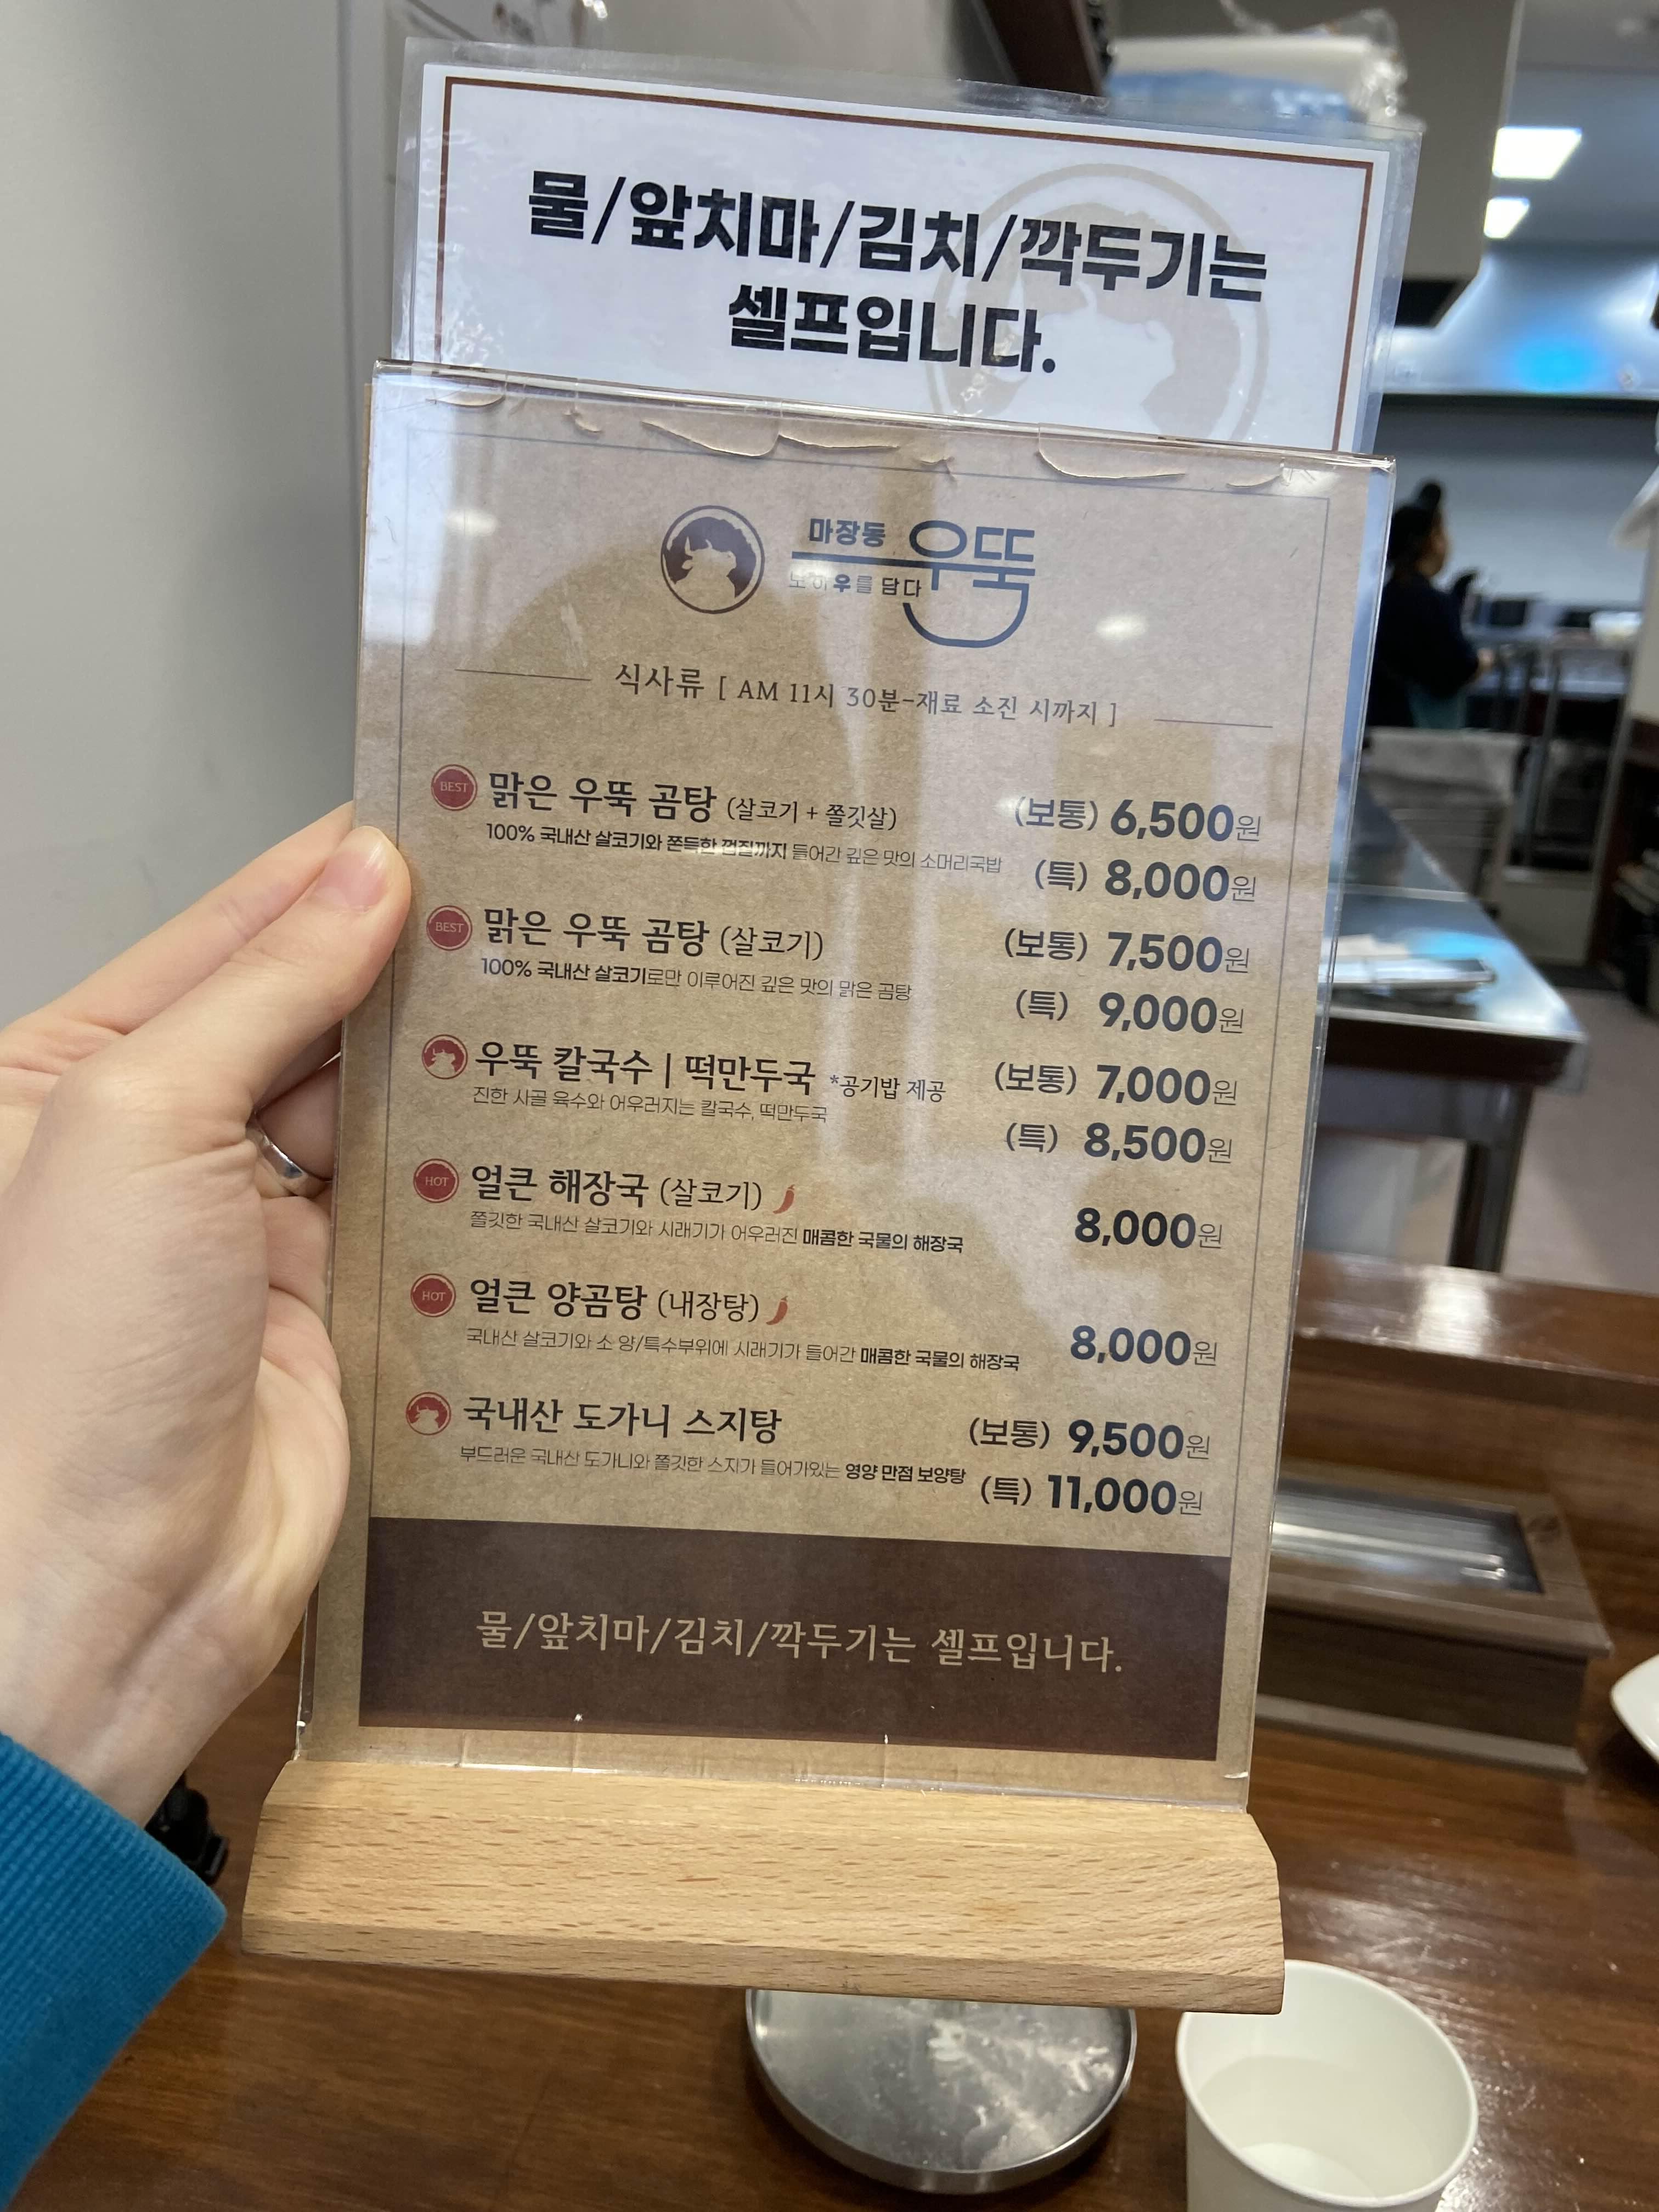 물/앞치마/김치/깍두기는
셀프입니다.
마장동 우뚝
우를 담다
식사류 [ AM 11시 30분-재료 소진 시까지 ]
BEST 맑은 우뚝 곰탕 (살코기 + 쫄깃살) (보통) 6,500원
100% 국내산 살코기와 쫀득한 껍질까지 들어간 깊은 맛의 소머리국밥 (특) 8,000원
BEST 맑은 우뚝 곰탕 (살코기) (보통) 7,500원
100% 국내산 살코기로만 이루어진 깊은 맛의 맑은 곰탕 (특) 9,000원
우뚝 칼국수 | 떡만두국 *공기밥 제공 (보통) 7,000원
진한 사골 육수와 어우러지는 칼국수, 떡만두국 (특) 8,500원
HOT 얼큰 해장국 (살코기) 8,000원
쫄깃한 국내산 살코기와 시래기가 어우러진 매콤한 국물의 해장국
HOT 얼큰 양곰탕 (내장탕) 8,000원
국내산 살코기와 소 양/특수부위에 시래기가 들어간 매콤한 국물의 해장국
국내산 도가니 스지탕 (보통) 9,500원
부드러운 국내산 도가니와 쫄깃한 스지가 들어가있는 영양 만점 보양탕 (특) 11,000원
물/앞치마/김치/깍두기는 셀프입니다.